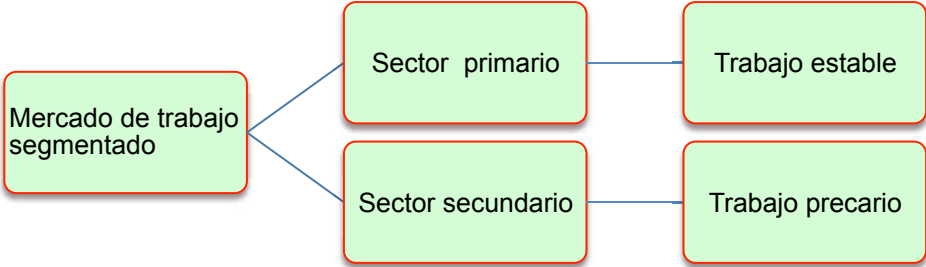 Mercado de trabajo
segmentado
Sector primario
Trabajo estable
Sector secundario
Trabajo precario